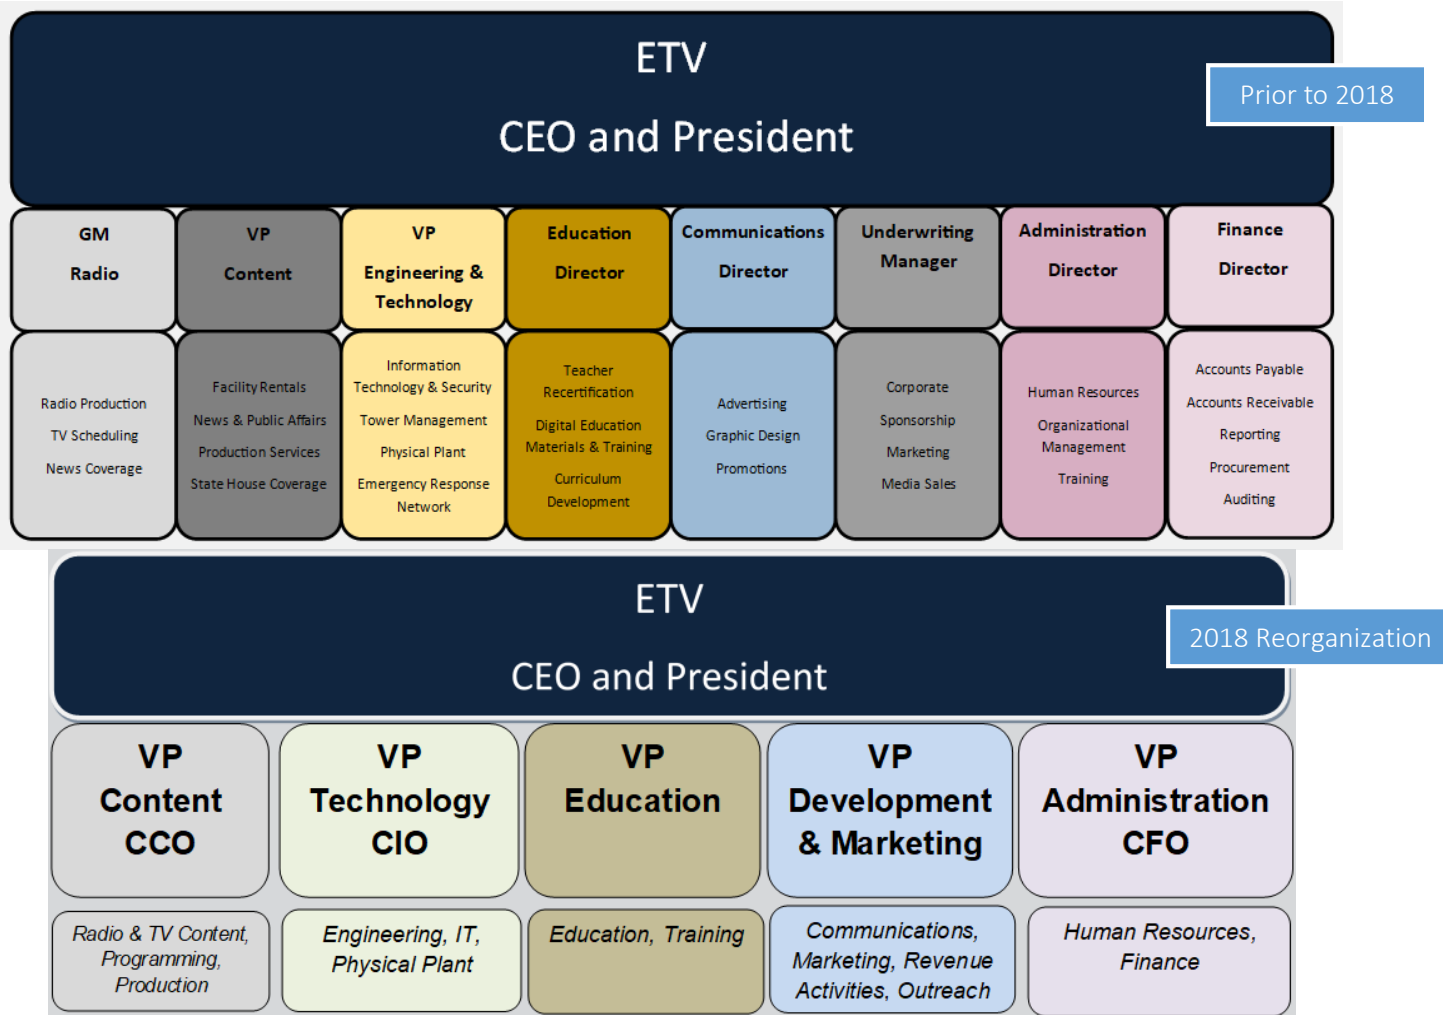 ETV
CEO and President
Prior to 2018
GM
Radio
VP
Content
VP
Engineering &
Technology
Education
Director
Communications
Director
Underwriting
Manager
Administration
Director
Finance
Director
Radio Production
TV Scheduling
News Coverage
Facility Rentals
News & Public Affairs
Production Services
State House Coverage
Information
Technology & Security
Tower Management
Physical Plant
Emergency Response
Network
Teacher
Recertification
Digital Education
Materials & Training
Curriculum
Development
Advertising
Graphic Design
Promotions
Corporate
Sponsorship
Marketing
Media Sales
Human Resources
Organizational
Management
Training
Accounts Payable
Accounts Receivable
Reporting
Procurement
Auditing
ETV
CEO and President
2018 Reorganization
VP
Content
CCO
VP
Technology
CIO
VP
Education
VP
Development
& Marketing
VP
Administration
CFO
Radio & TV Content,
Programming,
Production
Engineering, IT,
Physical Plant
Education, Training
Communications,
Marketing, Revenue
Activities, Outreach
Human Resources,
Finance